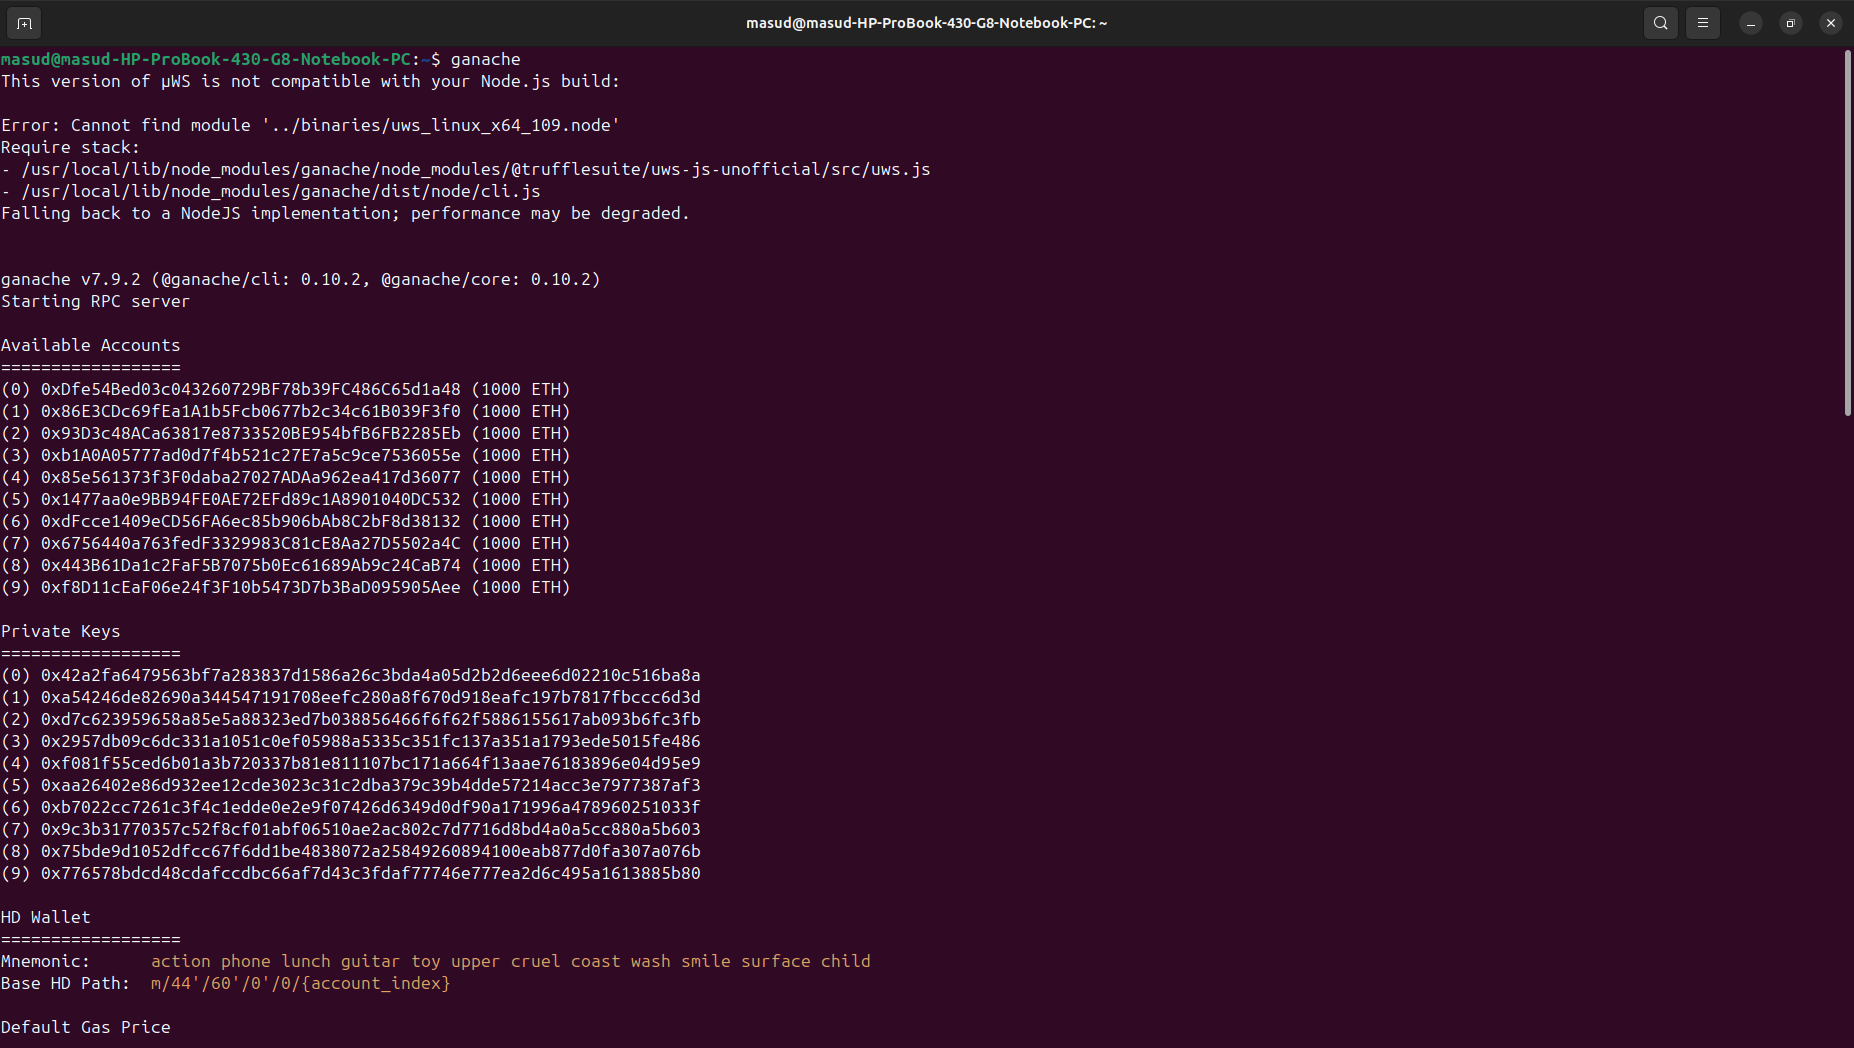 masud@masud-HP-ProBook-430-G8-Notebook-PC: ~
masud@masud-HP-ProBook-430-G8-Notebook-PC:~$ ganache
This version of µWS is not compatible with your Node.js build:
Error: Cannot find module '../binaries/uws_linux_x64_109.node'
Require stack:
- /usr/local/lib/node_modules/ganache/node_modules/@trufflesuite/uws-js-unofficial/src/uws.js
- /usr/local/lib/node_modules/ganache/dist/node/cli.js
Falling back to a NodeJS implementation; performance may be degraded.
ganache v7.9.2 (@ganache/cli: 0.10.2, @ganache/core: 0.10.2)
Starting RPC server
Available Accounts
==================
(0) 0xDfe54Bed03c043260729BF78b39FC486C65d1a48 (1000 ETH)
(1) 0x86E3CDc69fEa1A1b5Fcb0677b2c34c61B039F3f0 (1000 ETH)
(2) 0x93D3c48ACa63817e8733520BE954bfB6FB2285Eb (1000 ETH)
(3) 0xb1A0A05777ad0d7f4b521c27E7a5c9ce7536055e (1000 ETH)
(4) 0x85e561373f3F0daba27027ADAa962ea417d36077 (1000 ETH)
(5) 0x1477aa0e9BB94FE0AE72EFd89c1A8901040DC532 (1000 ETH)
(6) 0xdFcce1409eCD56FA6ec85b906bAb8C2bF8d38132 (1000 ETH)
(7) 0x6756440a763fedF3329983C81cE8Aa27D5502a4C (1000 ETH)
(8) 0x443B61Da1c2FaF5B7075b0Ec61689Ab9c24CaB74 (1000 ETH)
(9) 0xf8D11cEaF06e24f3F10b5473D7b3BaD095905Aee (1000 ETH)
Private Keys
==================
(0) 0x42a2fa6479563bf7a283837d1586a26c3bda4a05d2b2d6eee6d02210c516ba8a
(1) 0xa54246de82690a344547191708eefc280a8f670d918eafc197b7817fbccc6d3d
(2) 0xd7c623959658a85e5a88323ed7b038856466f6f62f5886155617ab093b6fc3fb
(3) 0x2957db09c6dc331a1051c0ef05988a5335c351fc137a351a1793ede5015fe486
(4) 0xf081f55ced6b01a3b720337b81e811107bc171a664f13aae76183896e04d95e9
(5) 0xaa26402e86d932ee12cde3023c31c2dba379c39b4dde57214acc3e7977387af3
(6) 0xb7022cc7261c3f4c1edde0e2e9f07426d6349d0df90a171996a478960251033f
(7) 0x9c3b31770357c52f8cf01abf06510ae2ac802c7d7716d8bd4a0a5cc880a5b603
(8) 0x75bde9d1052dfcc67f6dd1be4838072a25849260894100eab877d0fa307a076b
(9) 0x776578bdcd48cdafccdbc66af7d43c3fdaf77746e777ea2d6c495a1613885b80
HD Wallet
==================
Mnemonic:      action phone lunch guitar toy upper cruel coast wash smile surface child
Base HD Path:  m/44'/60'/0'/0/{account_index}
Default Gas Price